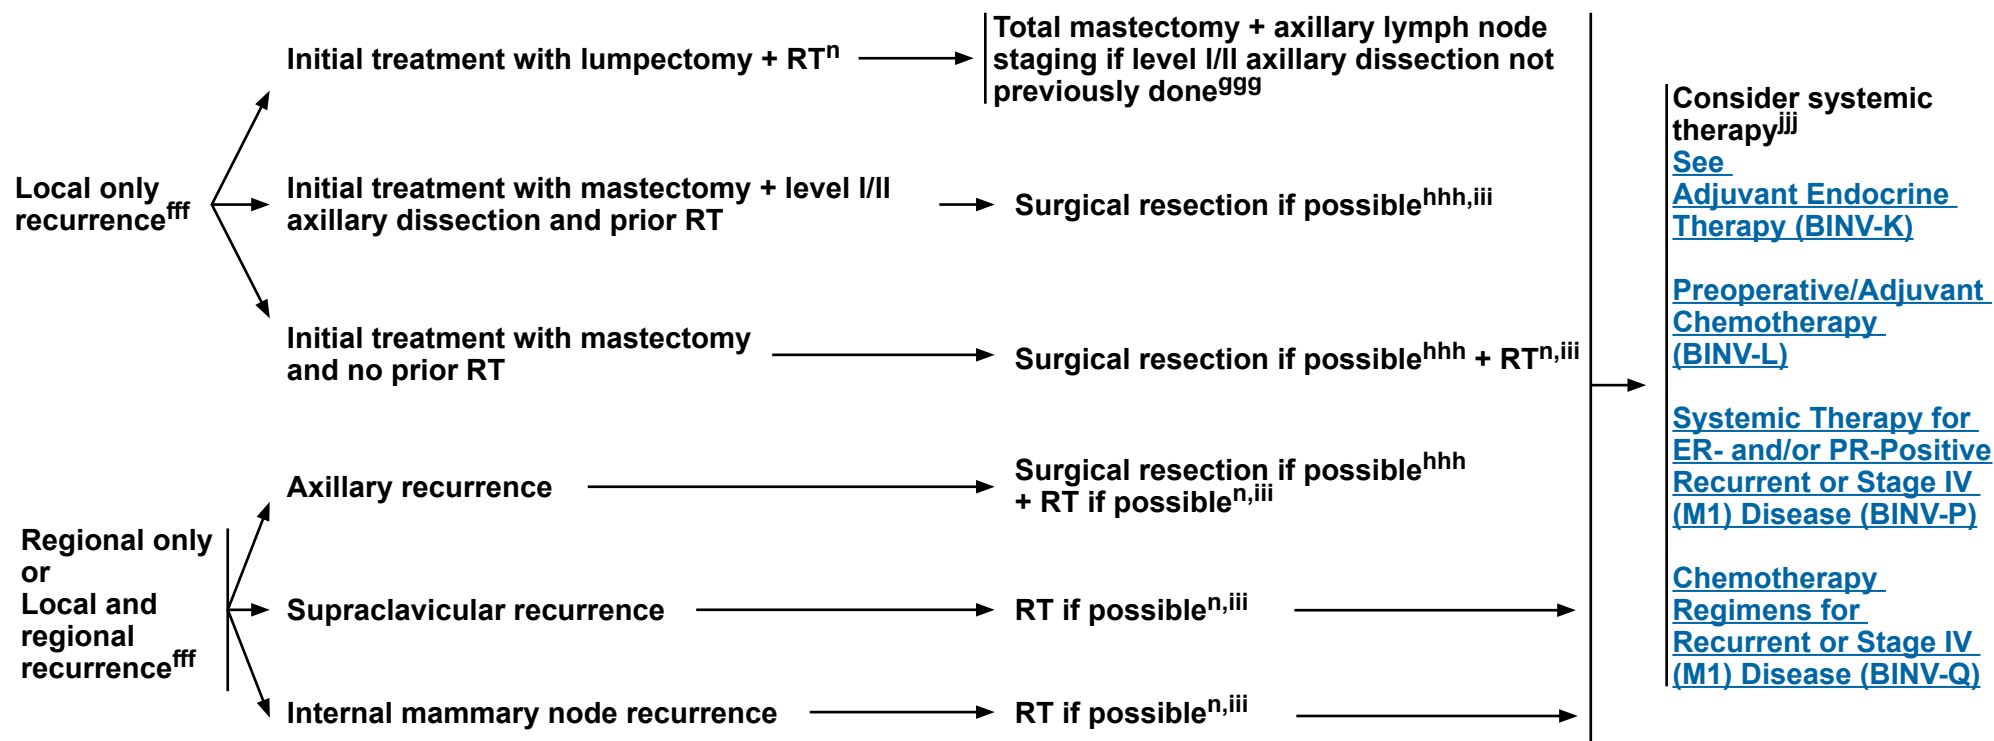 Local only
recurrencefff
Initial treatment with lumpectomy + RTn
Total mastectomy + axillary lymph node
staging if level I/II axillary dissection not
previously doneggg
Initial treatment with mastectomy + level I/II
axillary dissection and prior RT
Surgical resection if possiblehhh,iii
Initial treatment with mastectomy
and no prior RT
Surgical resection if possiblehhh + RTn,iii
Regional only
or
Local and
regional
recurrencefff
Axillary recurrence
Surgical resection if possiblehhh
+ RT if possiblen,iii
Supraclavicular recurrence
RT if possiblen,iii
Internal mammary node recurrence
RT if possiblen,iii
Consider systemic
therapyjjj
See
Adjuvant Endocrine
Therapy (BINV-K)
Preoperative/Adjuvant
Chemotherapy
(BINV-L)
Systemic Therapy for
ER- and/or PR-Positive
Recurrent or Stage IV
(M1) Disease (BINV-P)
Chemotherapy
Regimens for
Recurrent or Stage IV
(M1) Disease (BINV-Q)